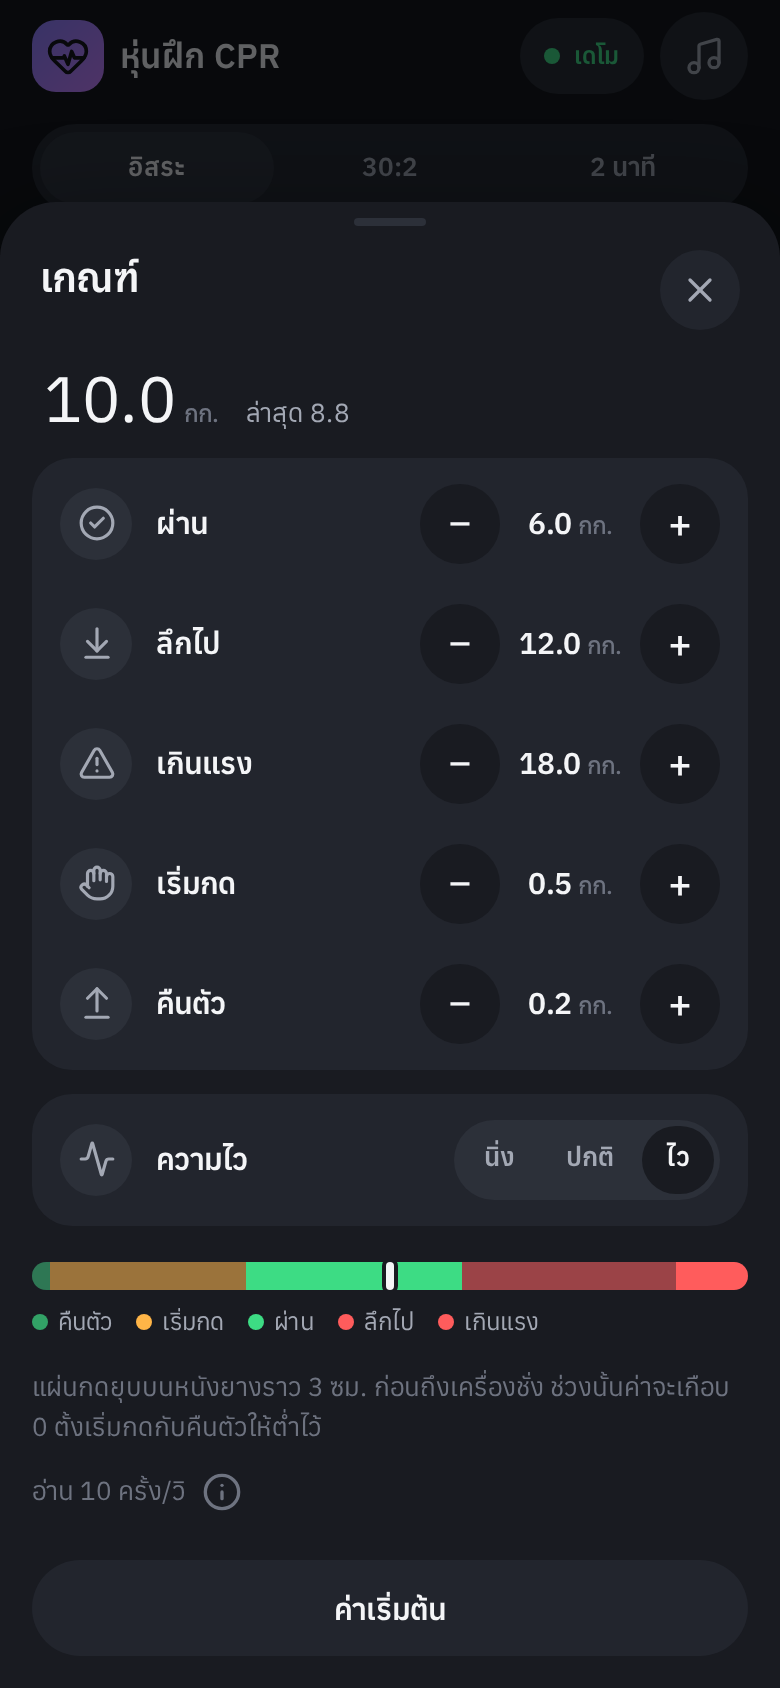 หุ่นฝึก CPR
เดโม
อิสระ 30:2 2 นาที
เกณฑ์
10.0 กก. ล่าสุด 8.8
ผ่าน − 6.0 กก. +
ลึกไป − 12.0 กก. +
เกินแรง − 18.0 กก. +
เริ่มกด − 0.5 กก. +
คืนตัว − 0.2 กก. +
ความไว นิ่ง ปกติ ไว
คืนตัว เริ่มกด ผ่าน ลึกไป เกินแรง
แผ่นกดยุบบนหนังยางราว 3 ซม. ก่อนถึงเครื่องชั่ง ช่วงนั้นค่าจะเกือบ
0 ตั้งเริ่มกดกับคืนตัวให้ต่ำไว้
อ่าน 10 ครั้ง/วิ
ค่าเริ่มต้น